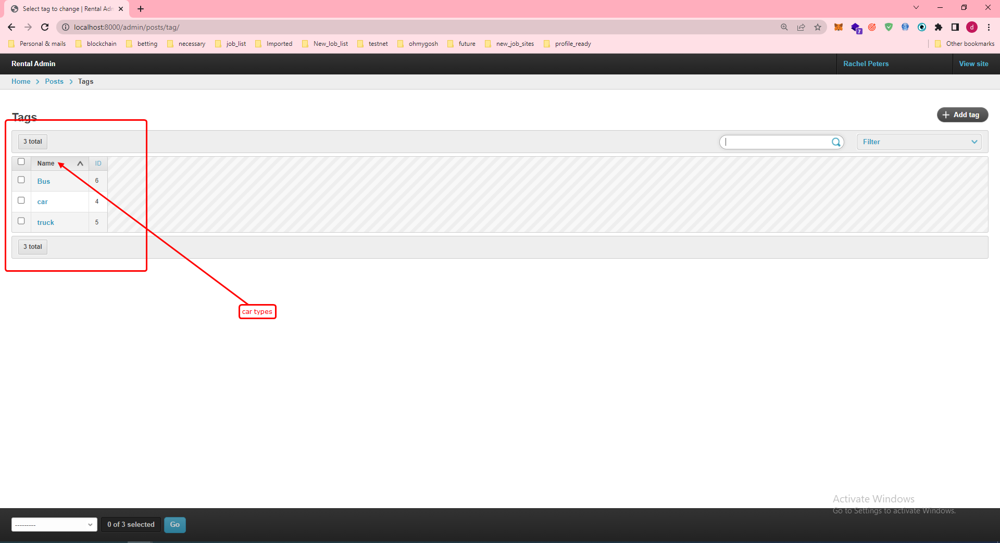 Select tag to change | Rental Adn
localhost:8000/admin/posts/tag/
7
d
Personal & mails
blockchain
betting
necessary
job_list
Imported
New_lob_list
testnet
ohmygosh
future
new_job_sites
profile_ready
Other bookmarks
Rental Admin
Rachel Peters
View site
Home > Posts > Tags
Tags
+ Add tag
3 total
Filter
Name
ID
Bus
6
car
4
truck
5
3 total
car types
Activate Windows
Go to Settings to activate Windows.
---------
0 of 3 selected
Go